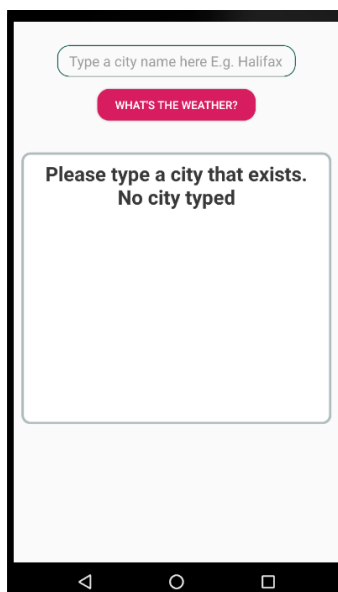 Type a city name here E.g. Halifax
WHAT'S THE WEATHER?
Please type a city that exists.
No city typed